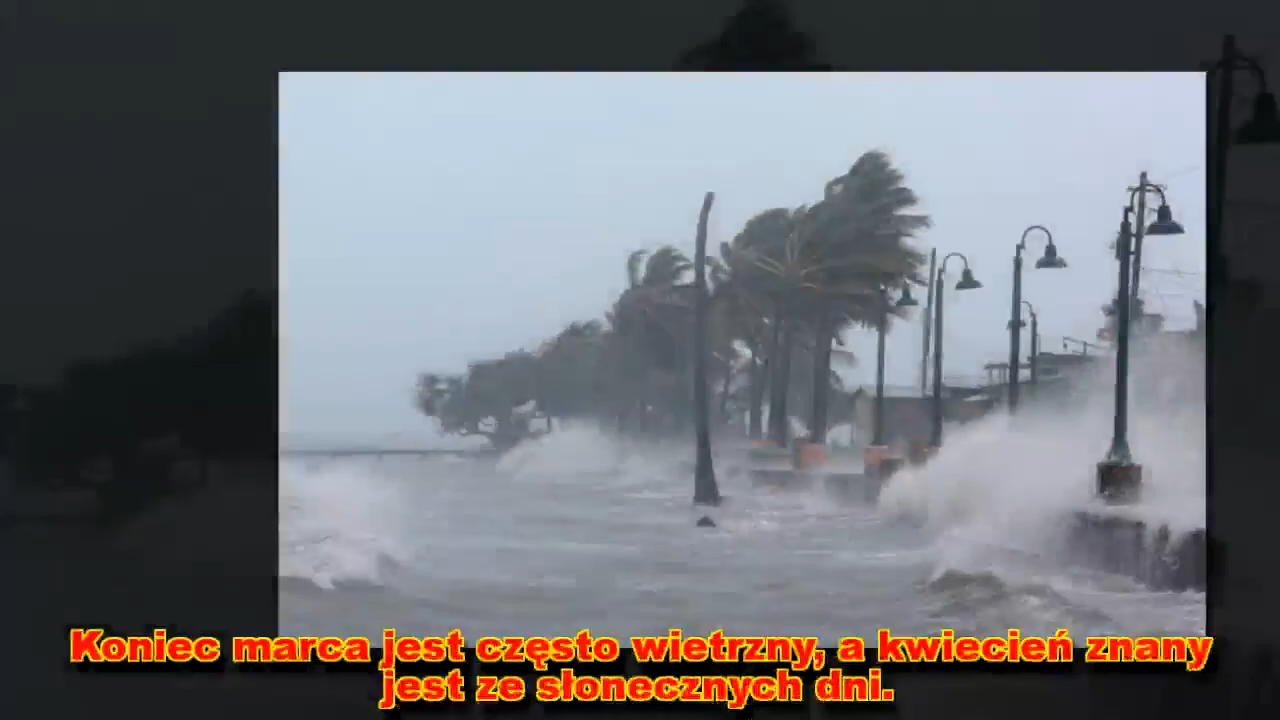 Koniec marca jest często wietrzny, a kwiecień znany
jest ze słonecznych dni.